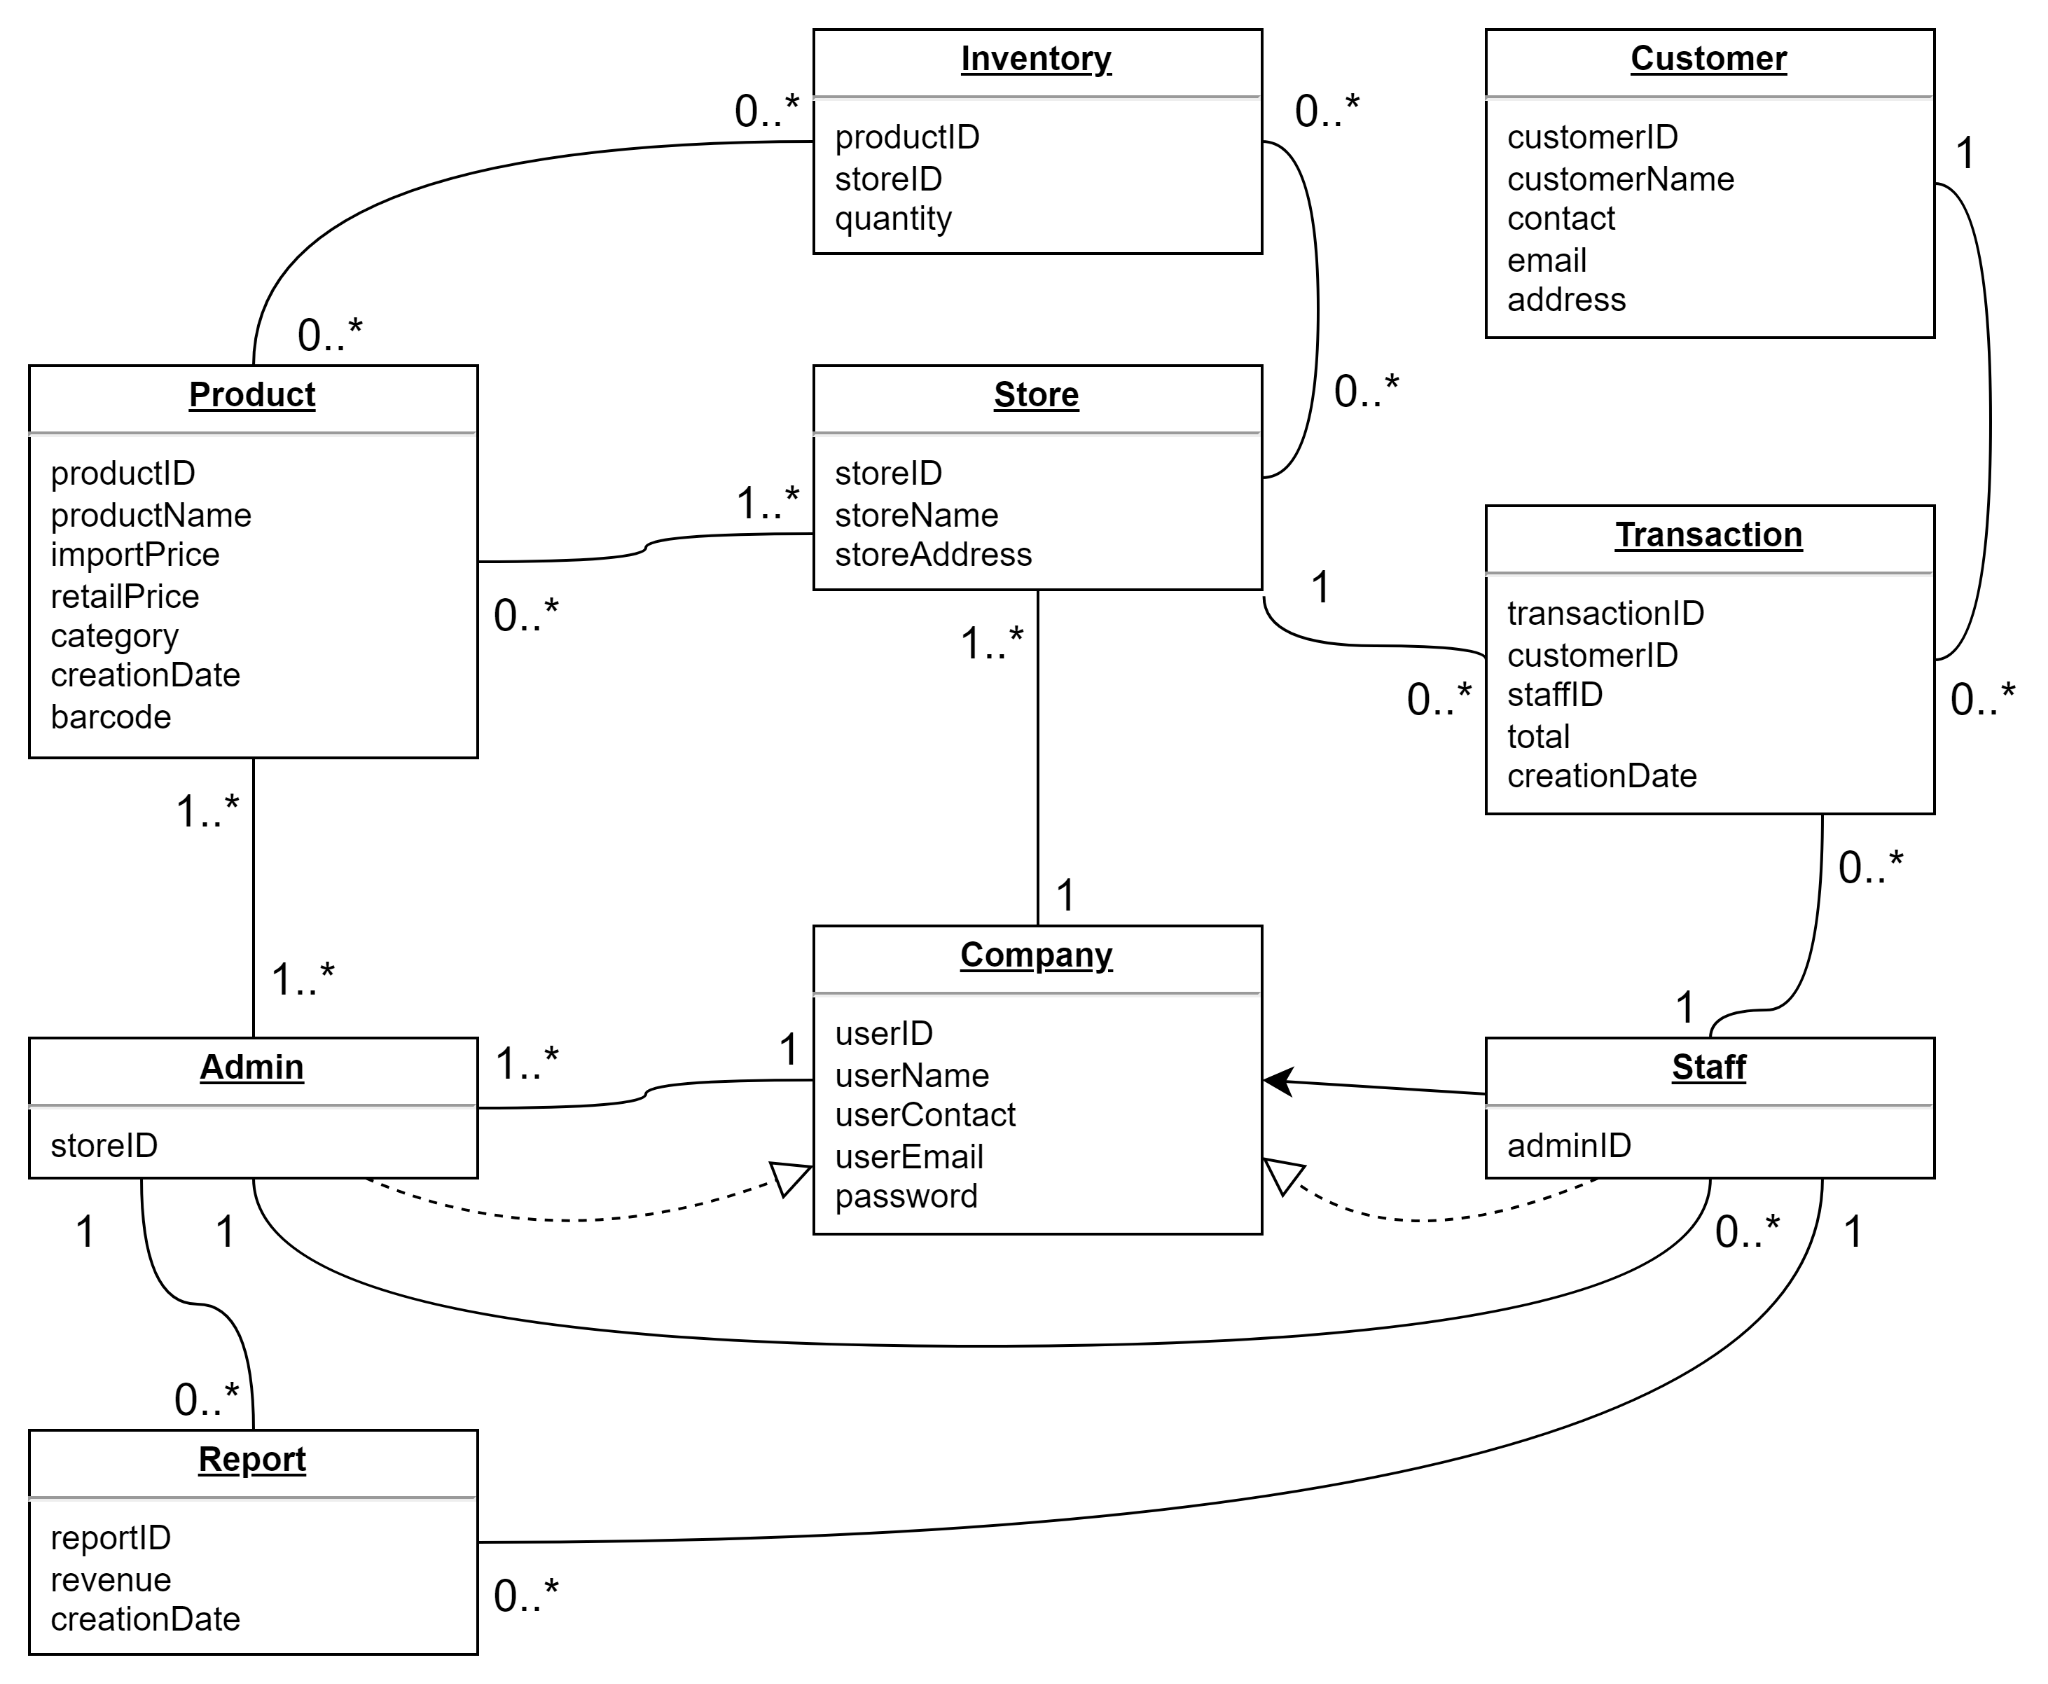 Inventory
productID
storeID
quantity
0..*
0..*
Customer
customerID
customerName
contact
email
address
1
0..*
Product
productID
productName
importPrice
retailPrice
category
creationDate
barcode
Store
storeID
storeName
storeAddress
0..*
1..*
0..*
1
1..*
Transaction
transactionID
customerID
staffID
total
creationDate
0..*
0..*
1..*
0..*
1
1..*
1
Company
userID
userName
userContact
userEmail
password
Admin
storeID
1..*
1
Staff
adminID
1
1
0..*
1
0..*
Report
reportID
revenue
creationDate
0..*